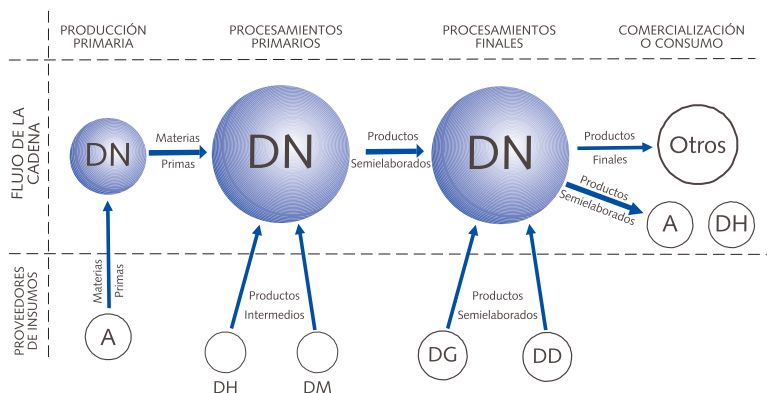 PRODUCCIÓN
PRIMARIA
PROCESAMIENTOS
PRIMARIOS
PROCESAMIENTOS
FINALES
COMERCIALIZACIÓN
O CONSUMO
FLUJO DE LA
CADENA
DN
Materias
Primas
DN
Productos
Semielaborados
DN
Productos
Finales
Otros
Productos
Semielaborados
A
DH
PROVEEDORES
DE INSUMOS
Materias
Primas
A
Productos
Intermedios
DH
DM
Productos
Semielaborados
DG
DD